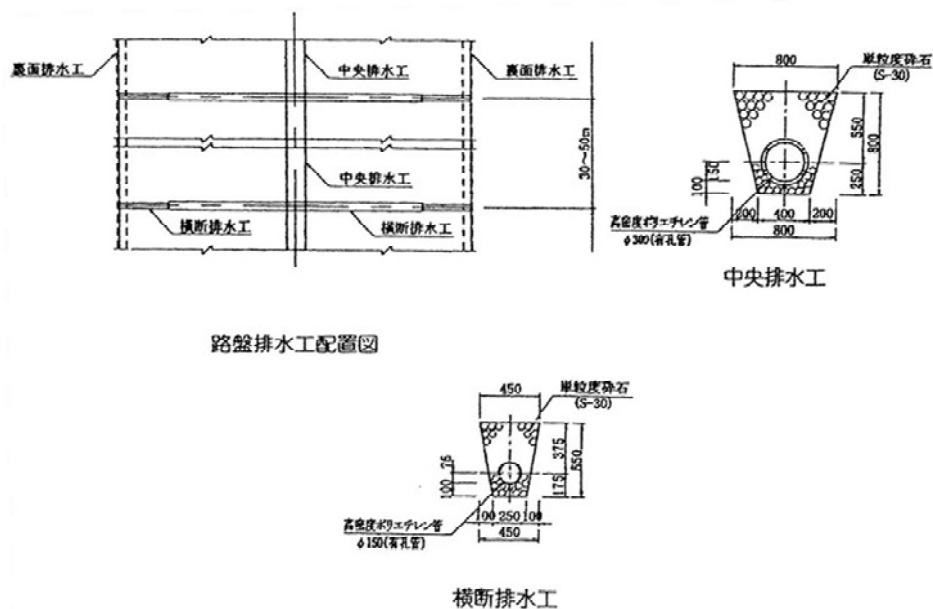 裏面排水工
中央排水工
裏面排水工
中央排水工
横断排水工
横断排水工
30～50m
路盤排水工配置図
800
単粒度砕石
(S-30)
550
800
250
150
100
200
400
200
800
高密度ポリエチレン管
φ300(有孔管)
中央排水工
450
単粒度砕石
(S-30)
375
550
175
75
100
100
250
100
450
高密度ポリエチレン管
φ150(有孔管)
横断排水工